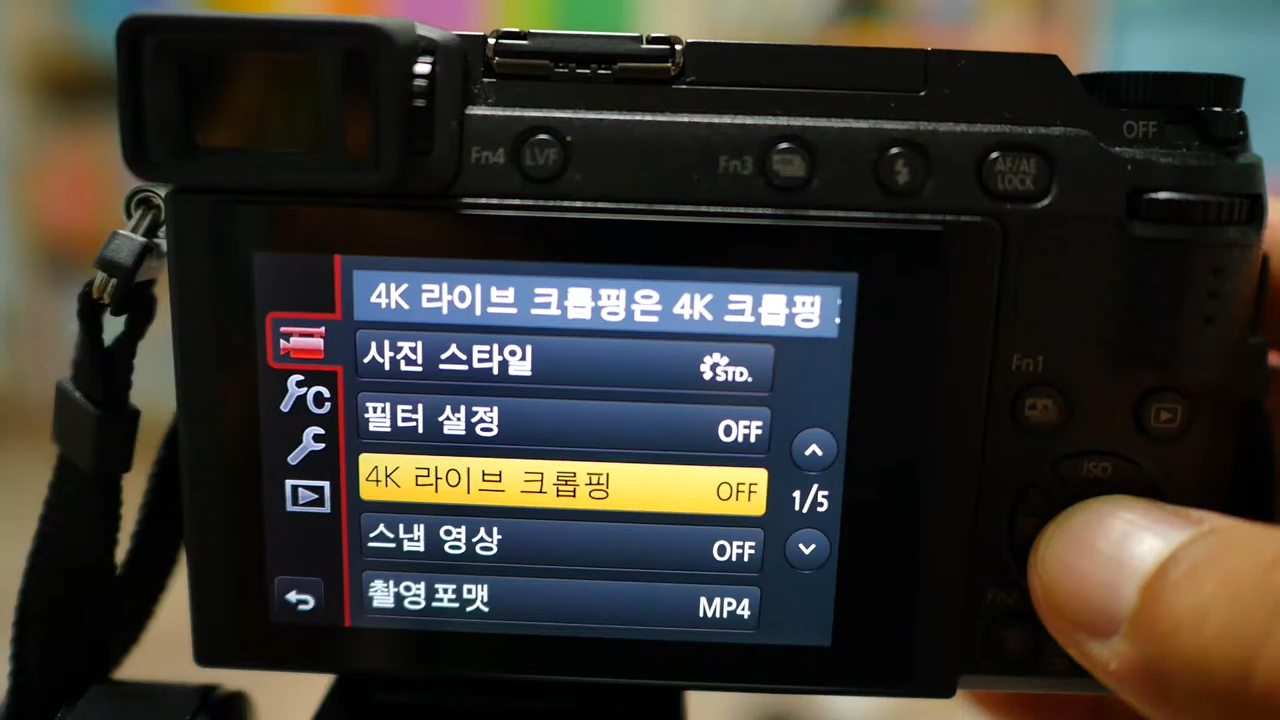 OFF
Fn4 LVF Fn3 AF/AE LOCK
4K 라이브 크롭핑은 4K 크롭핑 :
사진 스타일 STD.
Fn1
필터 설정 OFF
C
4K 라이브 크롭핑 OFF
ISO
1/5
스냅 영상 OFF
촬영포맷 MP4